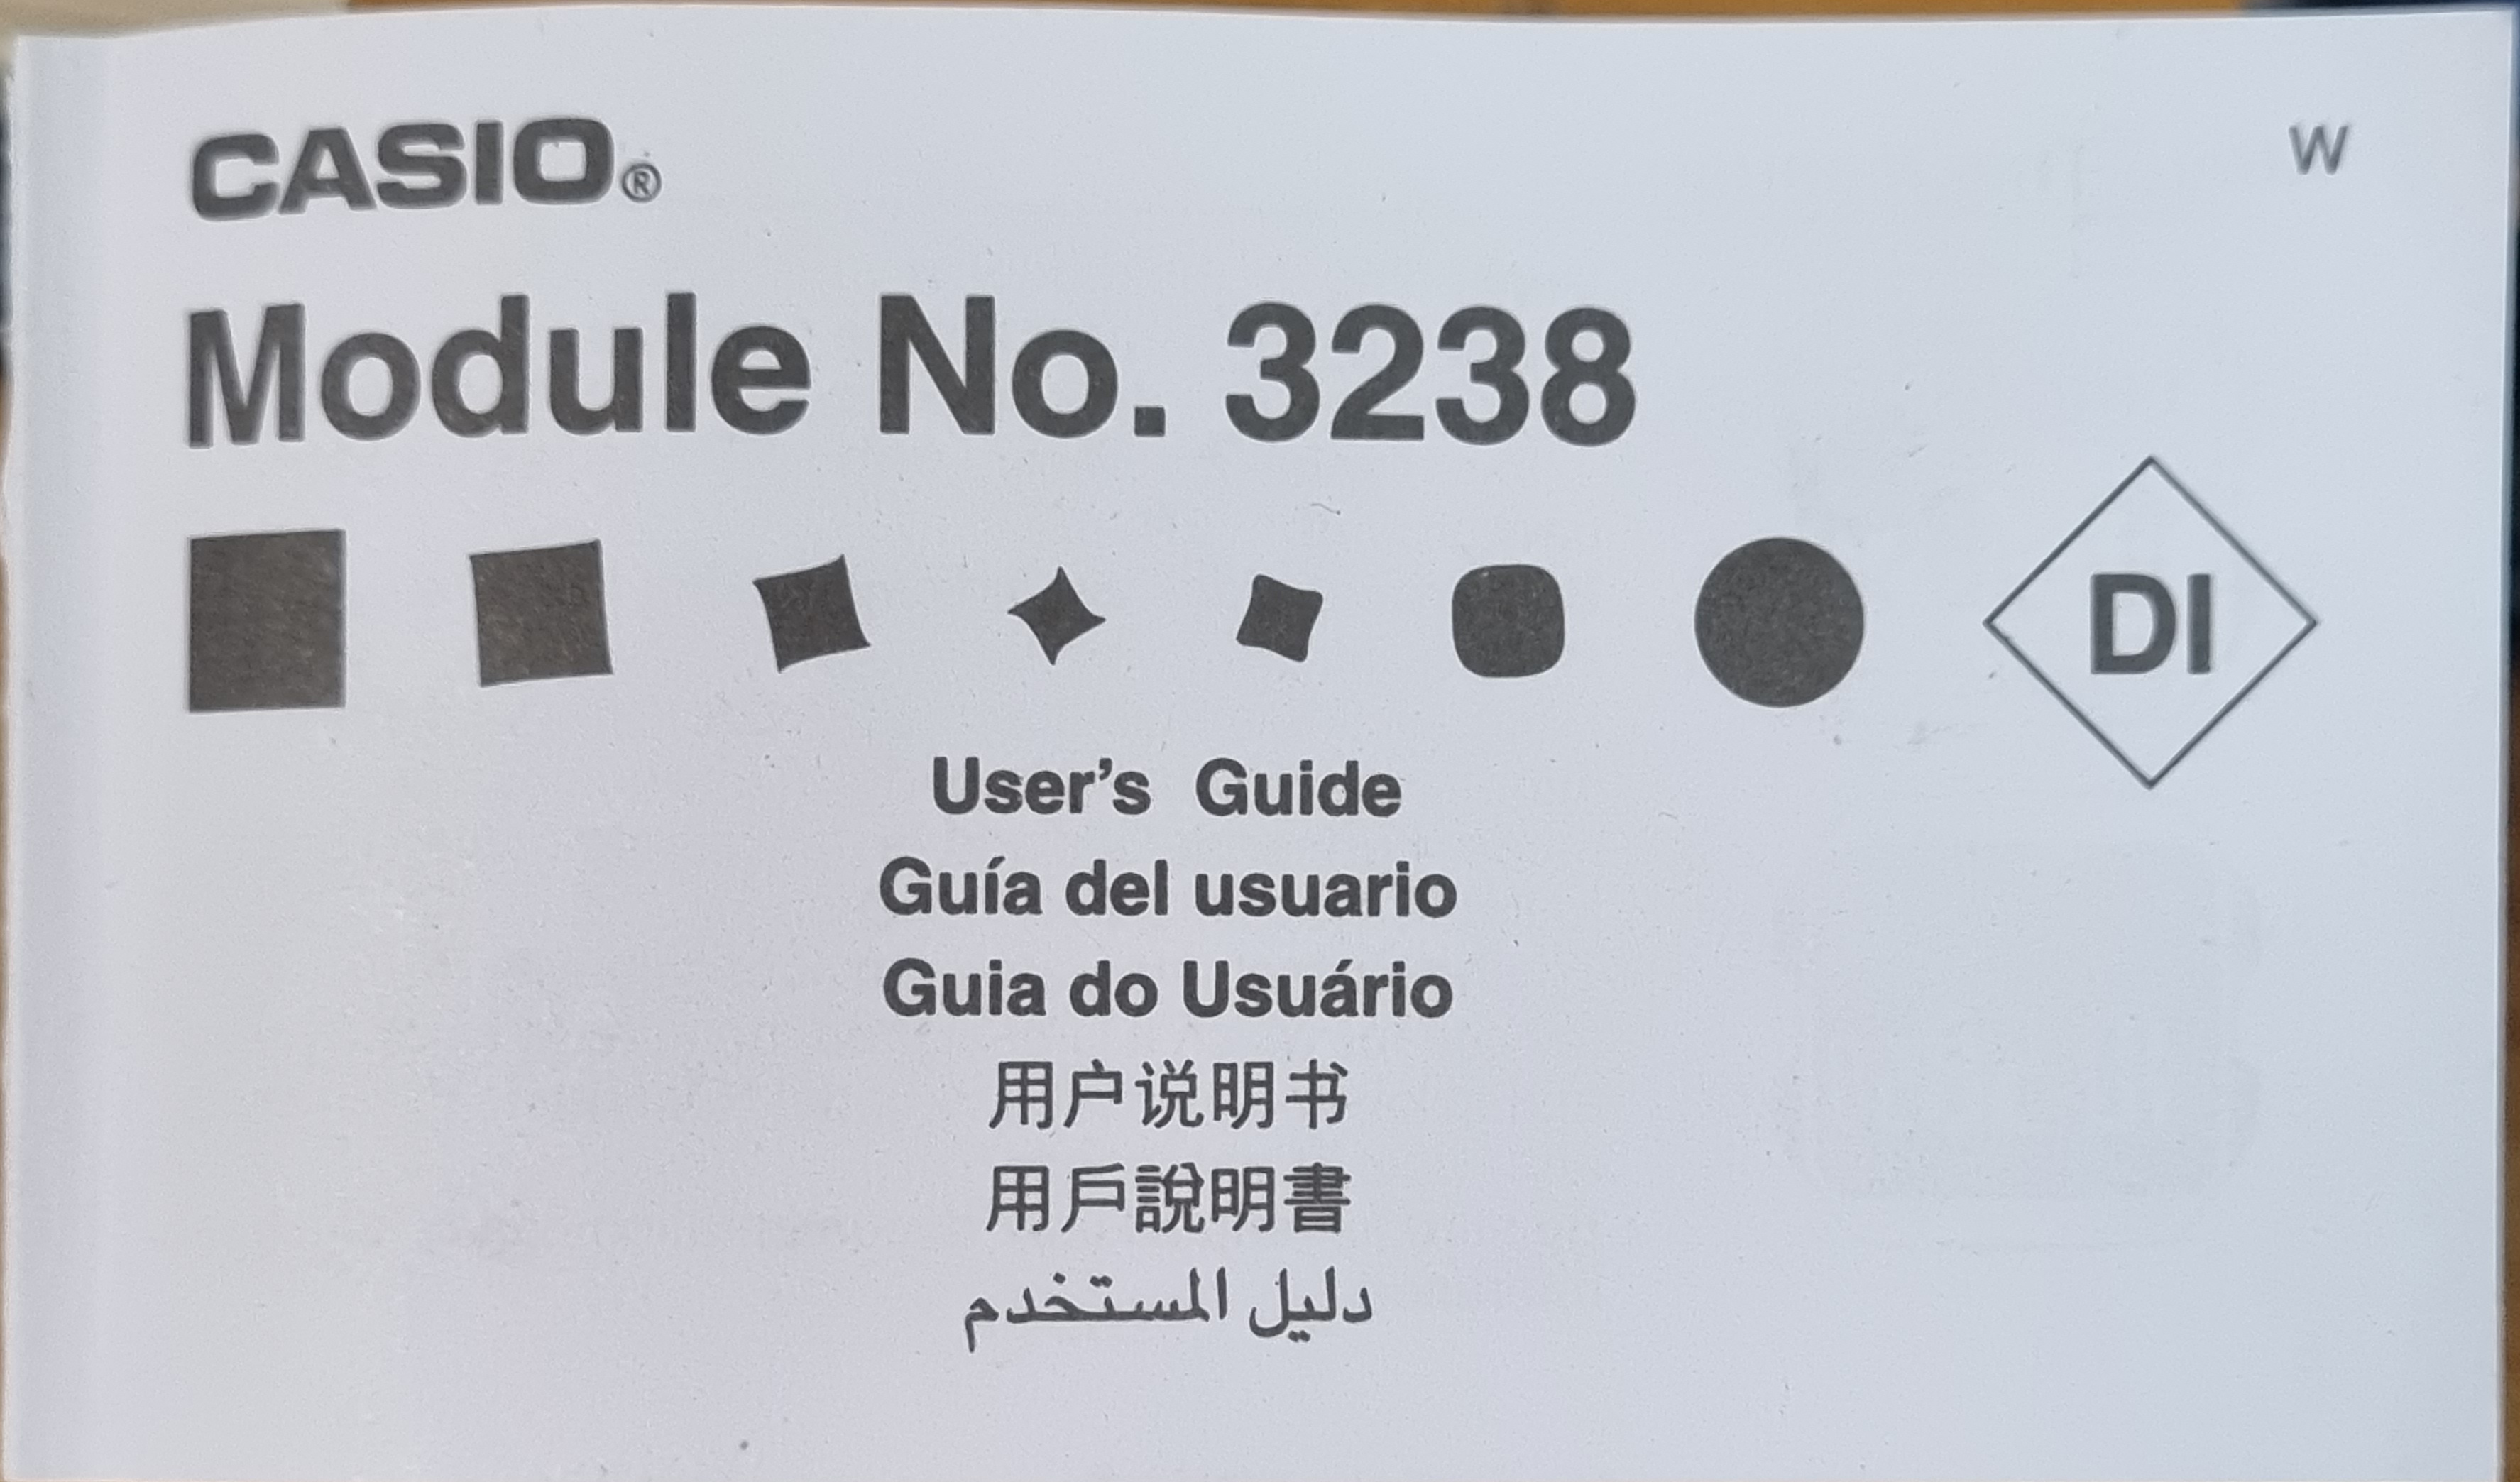 CASIO®
W
Module No. 3238
DI
User's Guide
Guía del usuario
Guia do Usuário
用户说明书
用戶說明書
دليل المستخدم